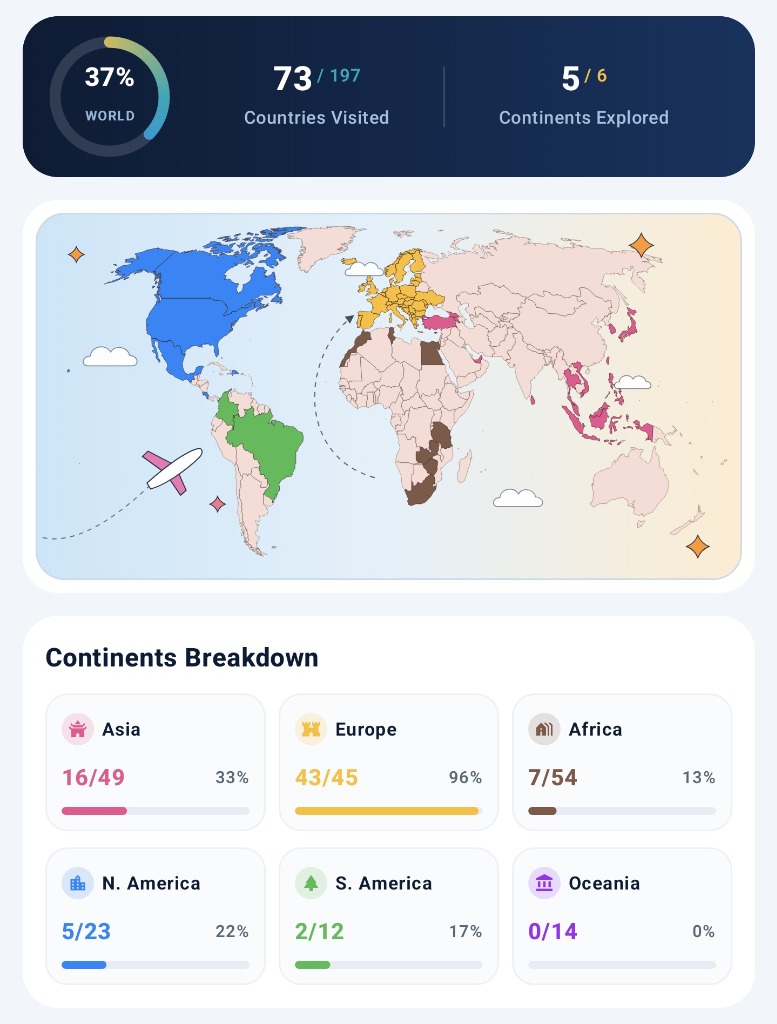 37%
WORLD
73 / 197
Countries Visited
5 / 6
Continents Explored
Continents Breakdown
Asia
16/49 33%
Europe
43/45 96%
Africa
7/54 13%
N. America
5/23 22%
S. America
2/12 17%
Oceania
0/14 0%